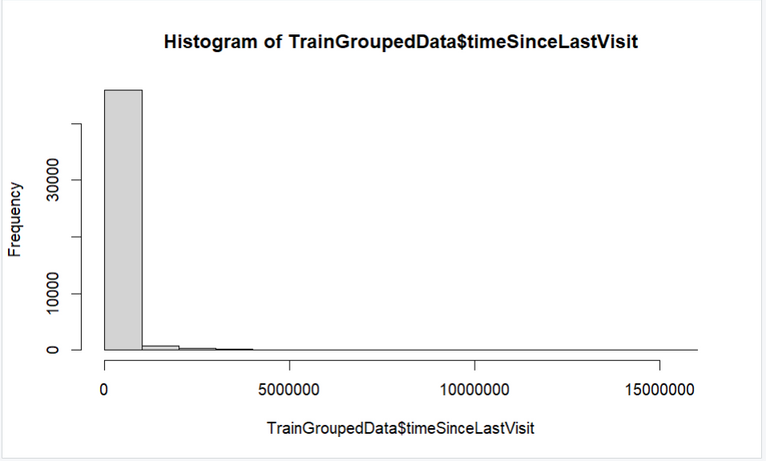 Histogram of TrainGroupedData$timeSinceLastVisit
Frequency
30000
10000
0
0 5000000 10000000 15000000
TrainGroupedData$timeSinceLastVisit